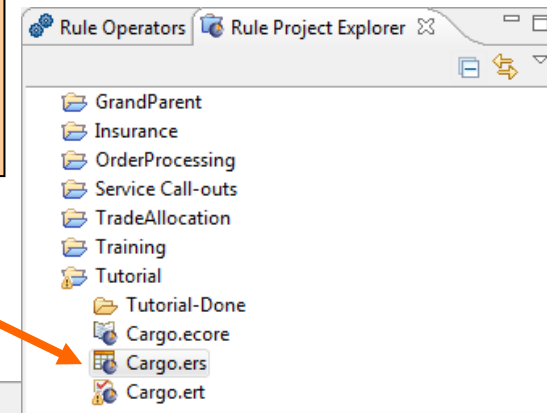 Rule Operators Rule Project Explorer
GrandParent
Insurance
OrderProcessing
Service Call-outs
TradeAllocation
Training
Tutorial
Tutorial-Done
Cargo.ecore
Cargo.ers
Cargo.ert